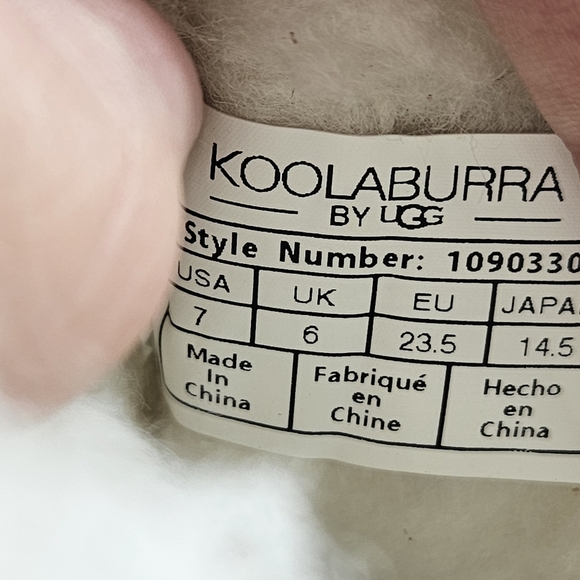 KOOLABURRA
BY UGG
Style Number: 1090330
USA UK EU JAPA
7 6 23.5 14.5
Made Fabriqué Hecho
In en en
China Chine China